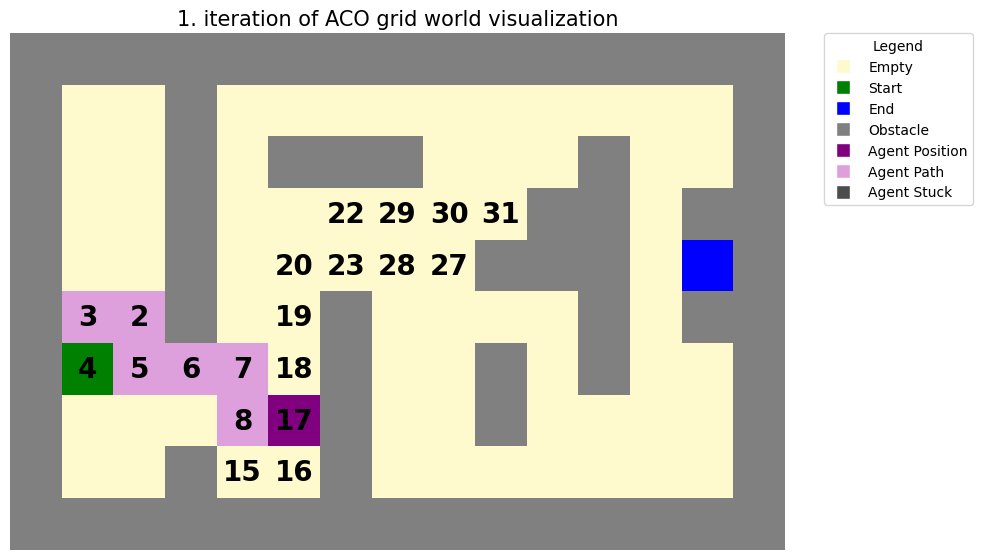 1. iteration of ACO grid world visualization
Legend
Empty
Start
End
Obstacle
Agent Position
Agent Path
Agent Stuck
22 29 30 31
20 23 28 27
3 2 19
4 5 6 7 18
8 17
15 16